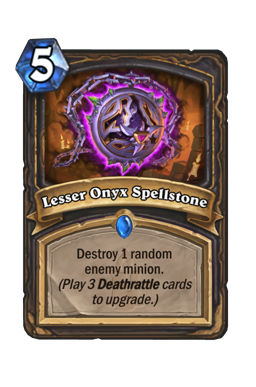 5
Lesser Onyx Spellstone
Destroy 1 random
enemy minion.
(Play 3 Deathrattle cards
to upgrade.)